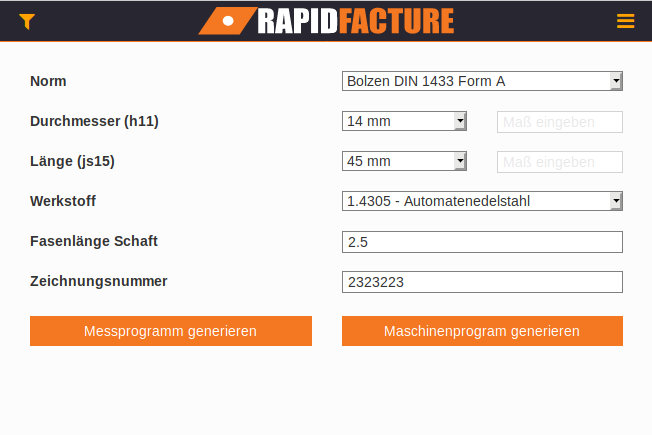 RAPIDFACTURE
Norm Bolzen DIN 1433 Form A
Durchmesser (h11) 14 mm Maß eingeben
Länge (js15) 45 mm Maß eingeben
Werkstoff 1.4305 - Automatenedelstahl
Fasenlänge Schaft 2.5
Zeichnungsnummer 2323223
Messprogramm generieren Maschinenprogram generieren